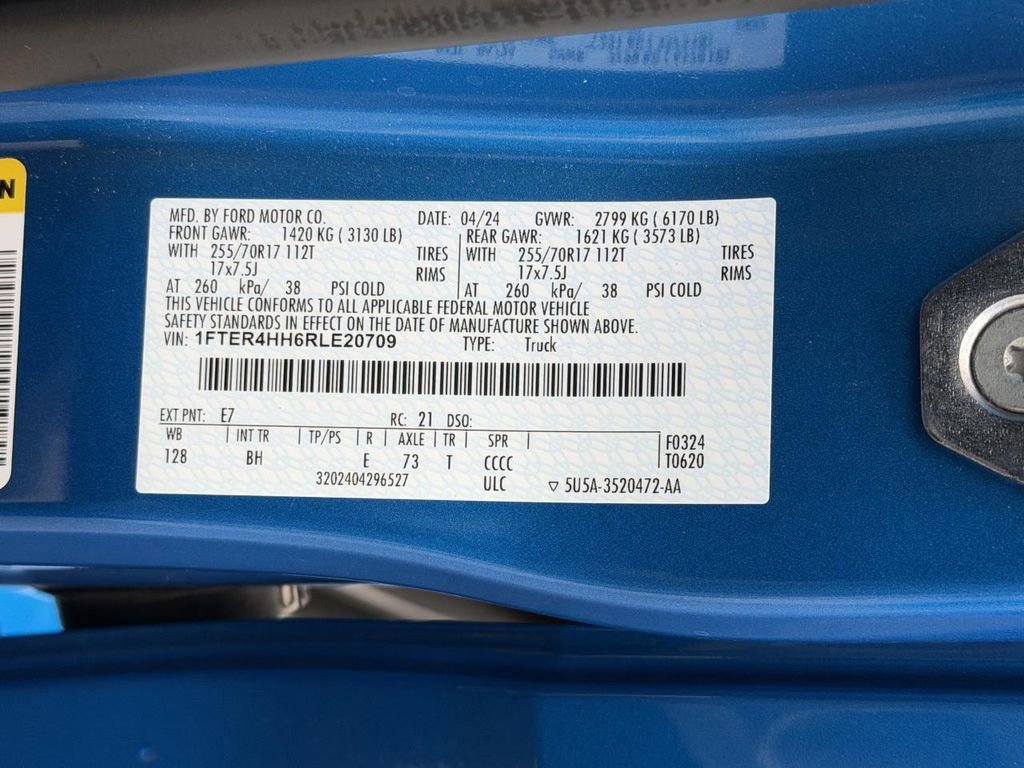 N
MFD. BY FORD MOTOR CO. DATE: 04/24 GVWR: 2799 KG ( 6170 LB)
FRONT GAWR: 1420 KG ( 3130 LB) REAR GAWR: 1621 KG ( 3573 LB)
WITH 255/70R17 112T TIRES WITH 255/70R17 112T TIRES
17x7.5J RIMS 17x7.5J RIMS
AT 260 kPa/ 38 PSI COLD AT 260 kPa/ 38 PSI COLD
THIS VEHICLE CONFORMS TO ALL APPLICABLE FEDERAL MOTOR VEHICLE
SAFETY STANDARDS IN EFFECT ON THE DATE OF MANUFACTURE SHOWN ABOVE.
VIN: 1FTER4HH6RLE20709 TYPE: Truck
EXT PNT: E7 RC: 21 DSO:
WB INT TR TP/PS R AXLE TR SPR F0324
128 BH E 73 T CCCC T0620
3202404296527 ULC ▽ 5U5A-3520472-AA